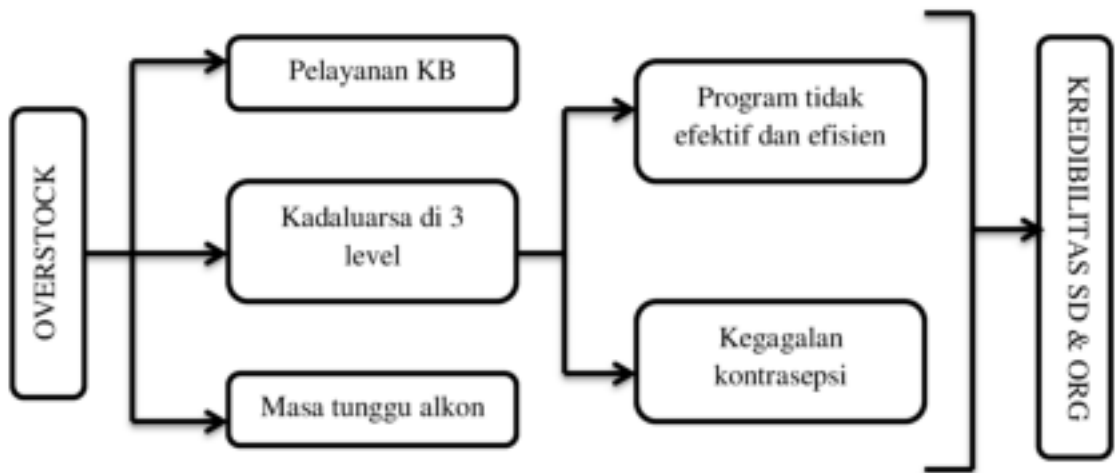 OVERSTOCK
Pelayanan KB
Kadaluarsa di 3
level
Masa tunggu alkon
Program tidak
efektif dan efisien
Kegagalan
kontrasepsi
KREDIBILITAS SD & ORG